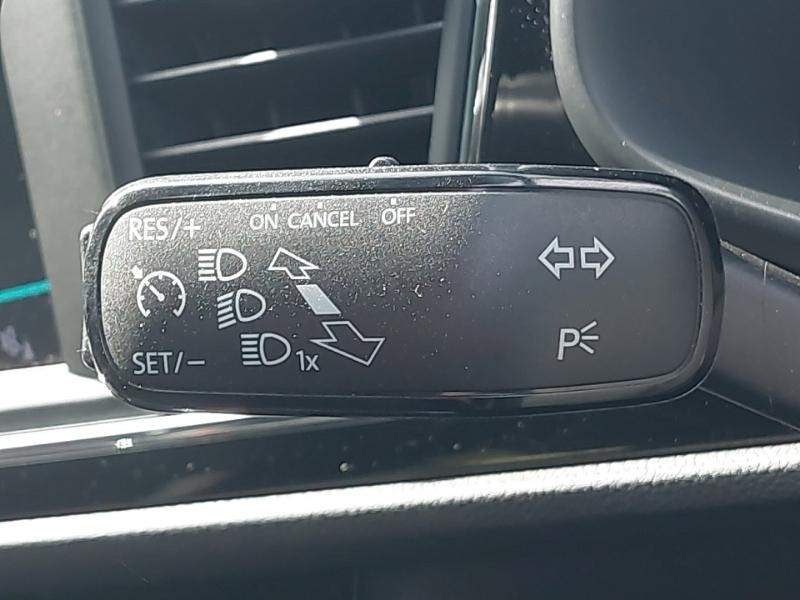 RES/+ ON CANCEL OFF
SET/− 1x
P